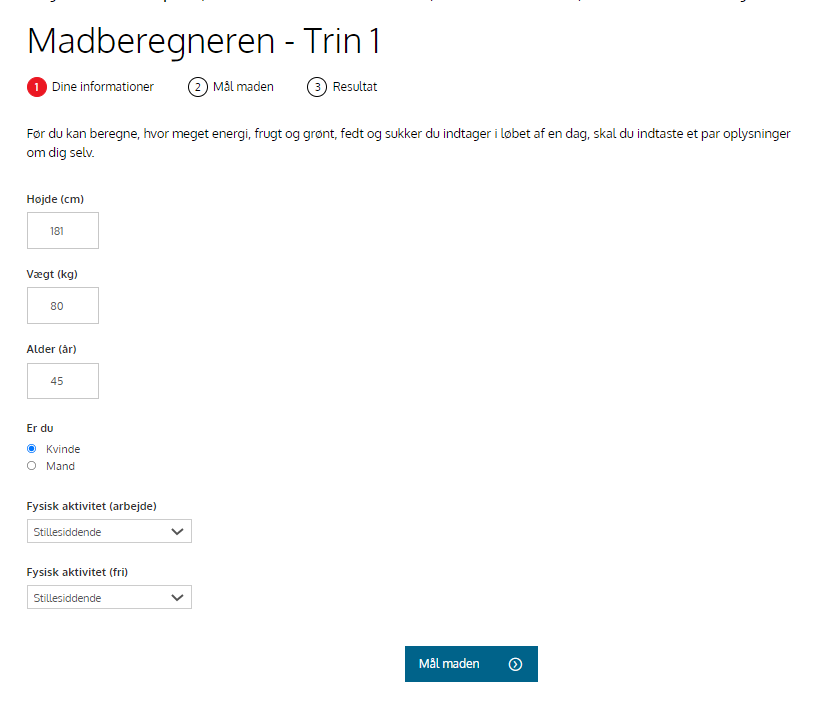 Madberegneren - Trin 1
1 Dine informationer 2 Mål maden 3 Resultat
Før du kan beregne, hvor meget energi, frugt og grønt, fedt og sukker du indtager i løbet af en dag, skal du indtaste et par oplysninger
om dig selv.
Højde (cm)
181
Vægt (kg)
80
Alder (år)
45
Er du
Kvinde
Mand
Fysisk aktivitet (arbejde)
Stillesiddende
Fysisk aktivitet (fri)
Stillesiddende
Mål maden